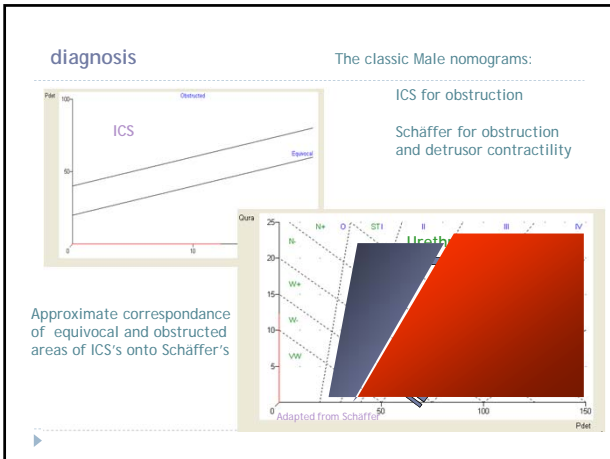 diagnosis
The classic Male nomograms:
ICS for obstruction
Schäffer for obstruction
and detrusor contractility
Pdet
100
Obstructed
ICS
50
Equivocal
0
10
Qura
25
N+
O
STI
II
III
IV
N-
20
W+
15
W-
10
VW
5
0
Adapted from Schäffer
50
100
150
Pdet
Approximate correspondance
of equivocal and obstructed
areas of ICS's onto Schäffer's